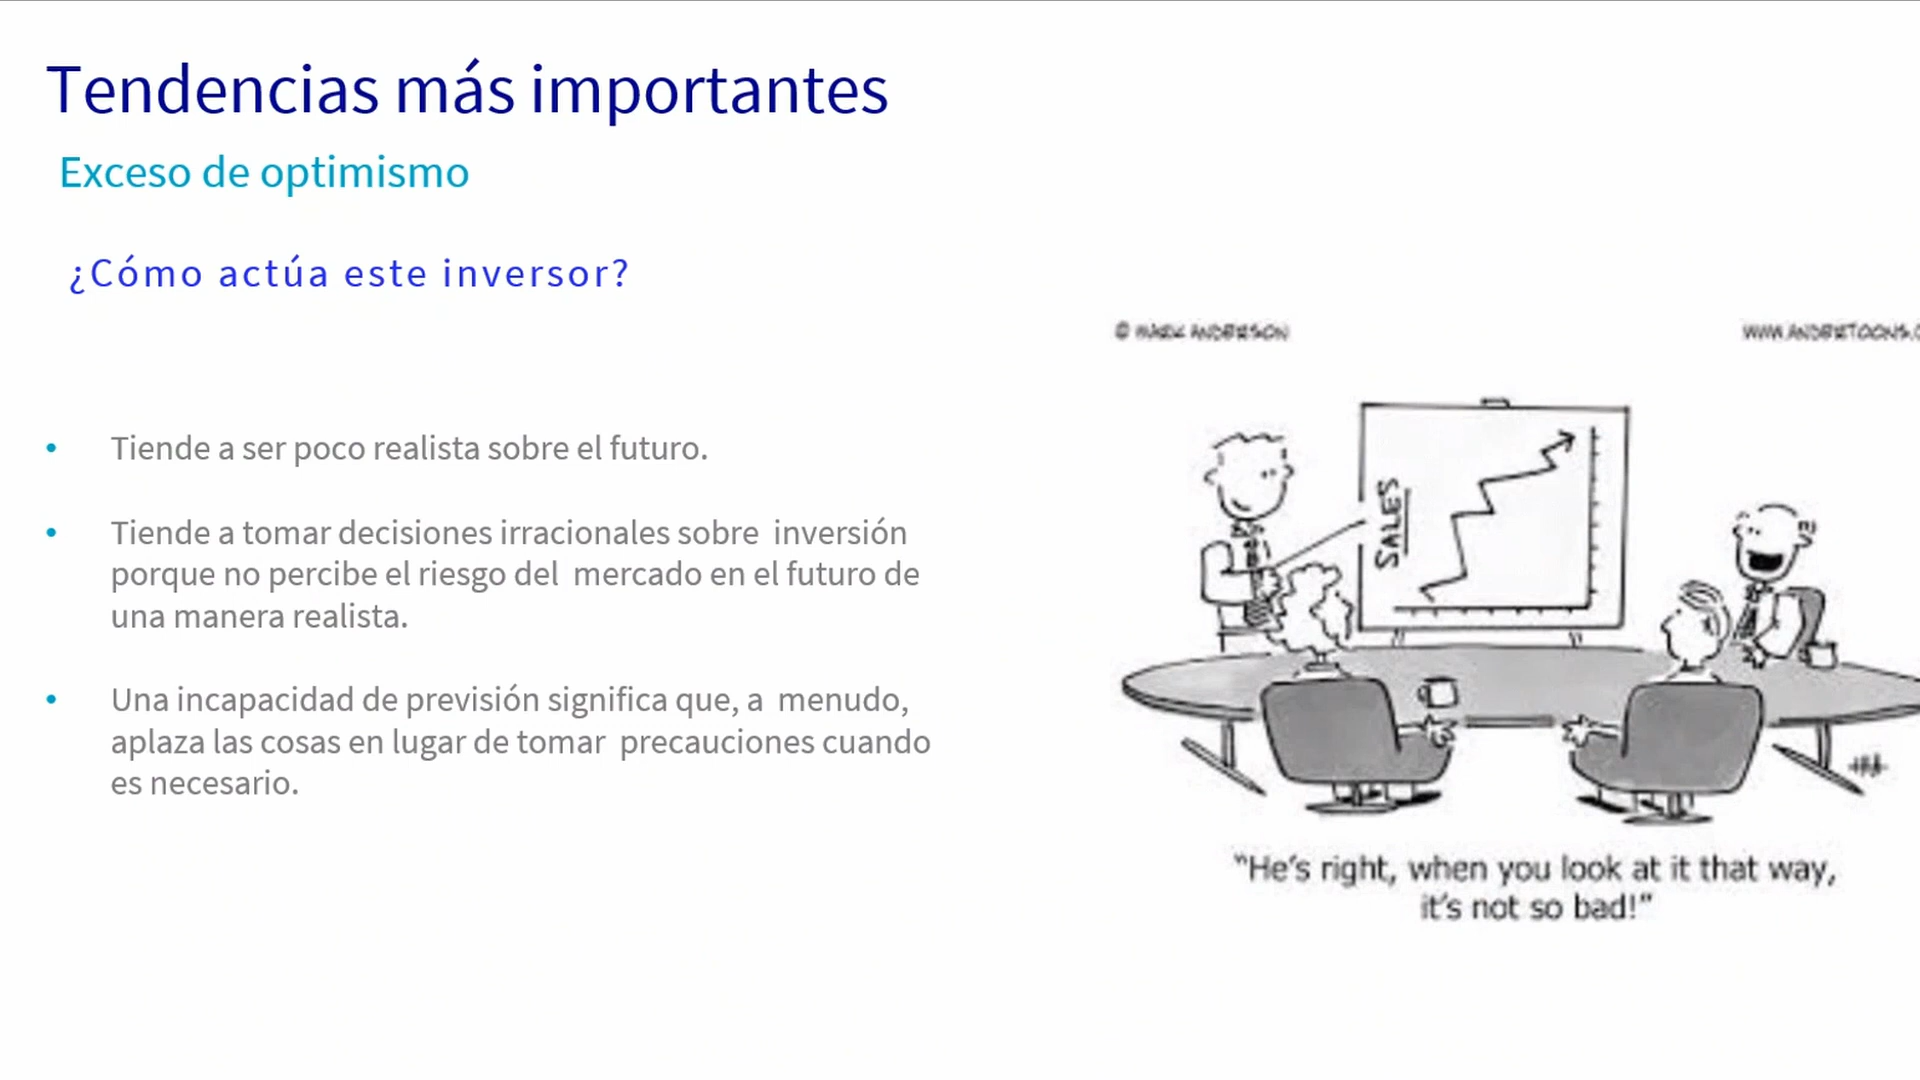 Tendencias más importantes
Exceso de optimismo
¿Cómo actúa este inversor?
• Tiende a ser poco realista sobre el futuro.
• Tiende a tomar decisiones irracionales sobre inversión
porque no percibe el riesgo del mercado en el futuro de
una manera realista.
• Una incapacidad de previsión significa que, a menudo,
aplaza las cosas en lugar de tomar precauciones cuando
es necesario.
© MARK ANDERSON
WWW.ANDERTOONS.C
SALES
"He's right, when you look at it that way,
it's not so bad!"